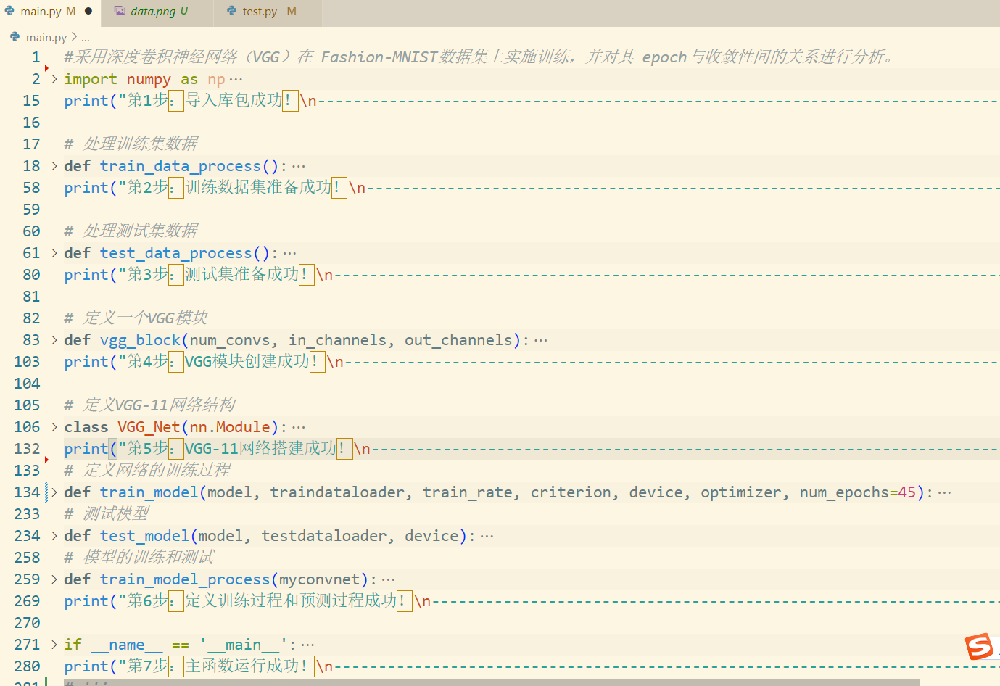 main.py M ● data.png U test.py M
main.py > ...
1 #采用深度卷积神经网络（VGG）在 Fashion-MNIST数据集上实施训练，并对其 epoch与收敛性间的关系进行分析。
2 > import numpy as np ···
15 print("第1步：导入库包成功！\n--------------------------------------------------------------------------
16
17 # 处理训练集数据
18 > def train_data_process(): ···
58 print("第2步：训练数据集准备成功！\n---------------------------------------------------------------------
59
60 # 处理测试集数据
61 > def test_data_process(): ···
80 print("第3步：测试集准备成功！\n------------------------------------------------------------------------
81
82 # 定义一个VGG模块
83 > def vgg_block(num_convs, in_channels, out_channels): ···
103 print("第4步：VGG模块创建成功！\n-----------------------------------------------------------------------
104
105 # 定义VGG-11网络结构
106 > class VGG_Net(nn.Module): ···
132 print("第5步：VGG-11网络搭建成功！\n--------------------------------------------------------------------
133 # 定义网络的训练过程
134 > def train_model(model, traindataloader, train_rate, criterion, device, optimizer, num_epochs=45): ···
233 # 测试模型
234 > def test_model(model, testdataloader, device): ···
258 # 模型的训练和测试
259 > def train_model_process(myconvnet): ···
269 print("第6步：定义训练过程和预测过程成功！\n--------------------------------------------------------------
270
271 > if __name__ == '__main__': ···
280 print("第7步：主函数运行成功！\n------------------------------------------------------------------------
281 # '''